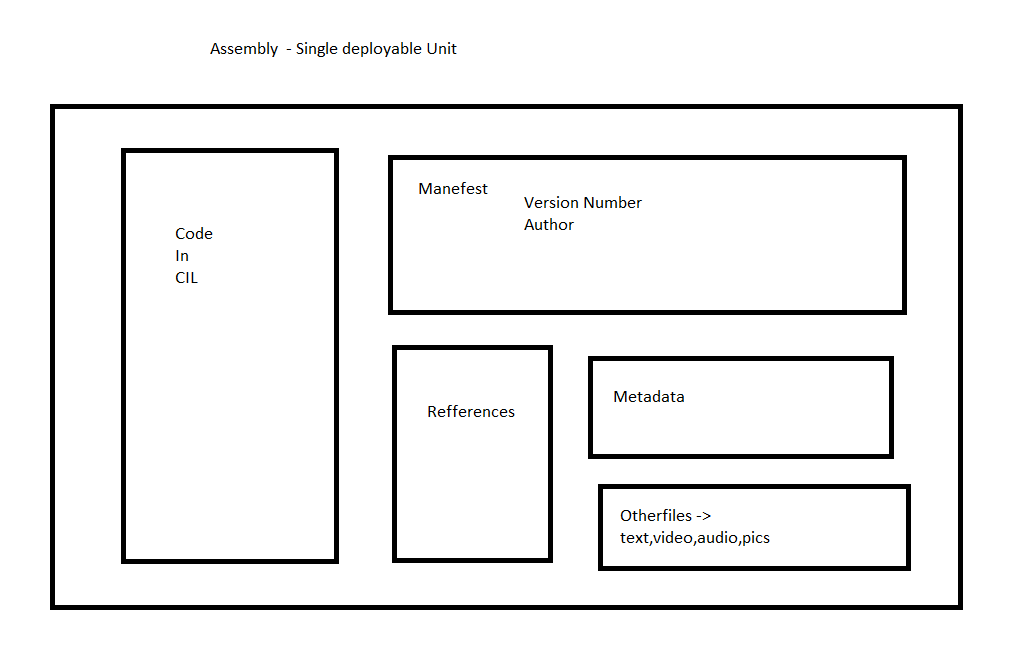 Assembly  - Single deployable Unit
Code
In
CIL
Manefest
Version Number
Author
Refferences
Metadata
Otherfiles ->
text,video,audio,pics